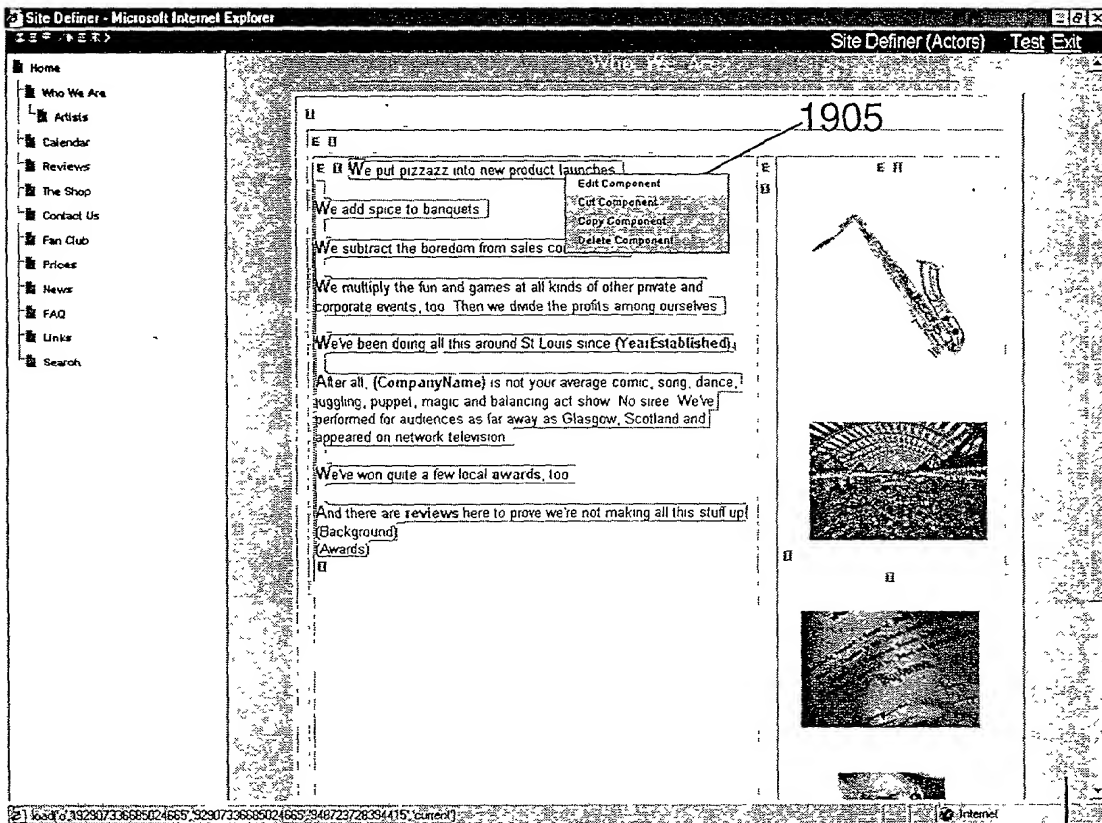 Site Definer - Microsoft Internet Explorer
Site Definer (Actors) Test Exit
Home
Who We Are
Artists
Calendar
Reviews
The Shop
Contact Us
Fan Club
Prices
News
FAQ
Links
Search
Who We Are
1905
E
E
We put pizzazz into new product launches
Edit Component
Cut Component
Copy Component
Delete Component
We add spice to banquets
We subtract the boredom from sales
We multiply the fun and games at all kinds of other private and
corporate events, too. Then we divide the profits among ourselves
We've been doing all this around St Louis since (YearEstablished).
After all, (CompanyName) is not your average comic, song, dance,
juggling, puppet, magic and balancing act show. No siree. We've
performed for audiences as far away as Glasgow, Scotland and
appeared on network television
We've won quite a few local awards, too
And there are reviews here to prove we're not making all this stuff up!
(Background)
(Awards)
E
E
Internet